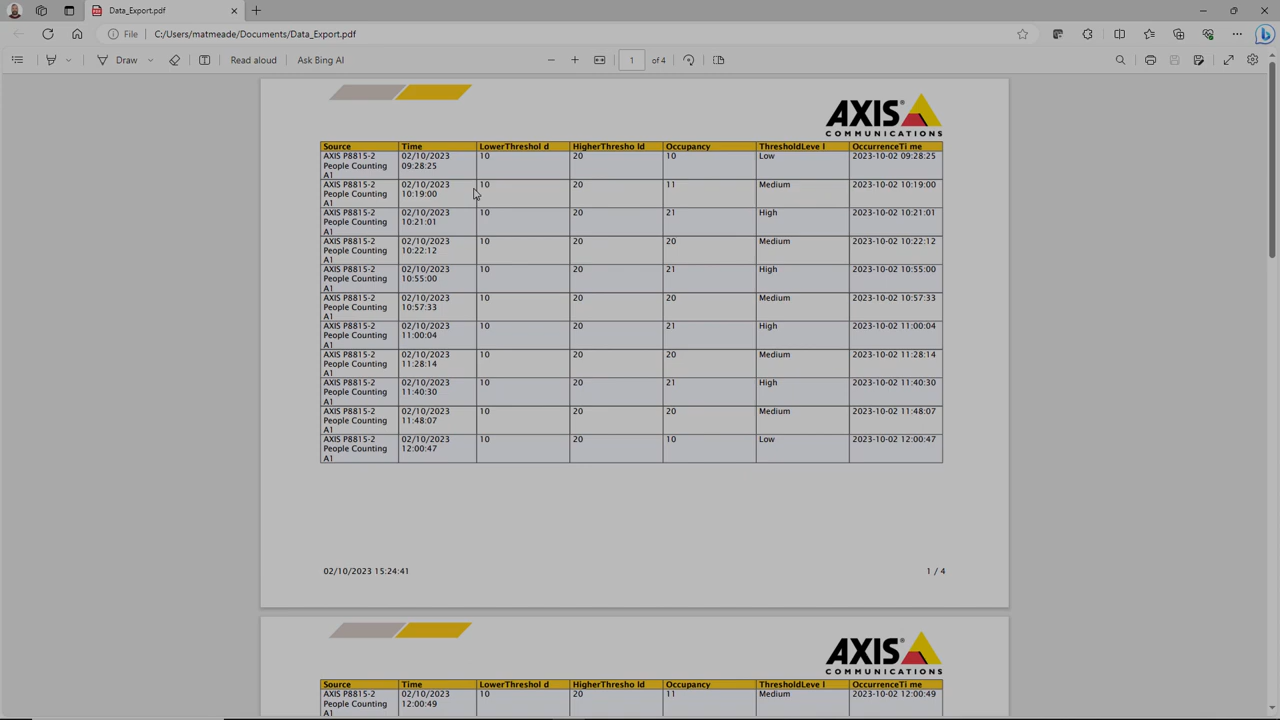 Data_Export.pdf
File
C:/Users/matmeade/Documents/Data_Export.pdf
Draw
Read aloud
Ask Bing AI
1 of 4
AXIS
COMMUNICATIONS
Source Time LowerThreshol d HigherThresho ld Occupancy ThresholdLeve l OccurrenceTi me
AXIS P8815-2 02/10/2023 10 20 10 Low 2023-10-02 09:28:25
People Counting 09:28:25
A1
AXIS P8815-2 02/10/2023 10 20 11 Medium 2023-10-02 10:19:00
People Counting 10:19:00
A1
AXIS P8815-2 02/10/2023 10 20 21 High 2023-10-02 10:21:01
People Counting 10:21:01
A1
AXIS P8815-2 02/10/2023 10 20 20 Medium 2023-10-02 10:22:12
People Counting 10:22:12
A1
AXIS P8815-2 02/10/2023 10 20 21 High 2023-10-02 10:55:00
People Counting 10:55:00
A1
AXIS P8815-2 02/10/2023 10 20 20 Medium 2023-10-02 10:57:33
People Counting 10:57:33
A1
AXIS P8815-2 02/10/2023 10 20 21 High 2023-10-02 11:00:04
People Counting 11:00:04
A1
AXIS P8815-2 02/10/2023 10 20 20 Medium 2023-10-02 11:28:14
People Counting 11:28:14
A1
AXIS P8815-2 02/10/2023 10 20 21 High 2023-10-02 11:40:30
People Counting 11:40:30
A1
AXIS P8815-2 02/10/2023 10 20 20 Medium 2023-10-02 11:48:07
People Counting 11:48:07
A1
AXIS P8815-2 02/10/2023 10 20 10 Low 2023-10-02 12:00:47
People Counting 12:00:47
A1
02/10/2023 15:24:41 1 / 4
AXIS
COMMUNICATIONS
Source Time LowerThreshol d HigherThresho ld Occupancy ThresholdLeve l OccurrenceTi me
AXIS P8815-2 02/10/2023 10 20 11 Medium 2023-10-02 12:00:49
People Counting 12:00:49
A1